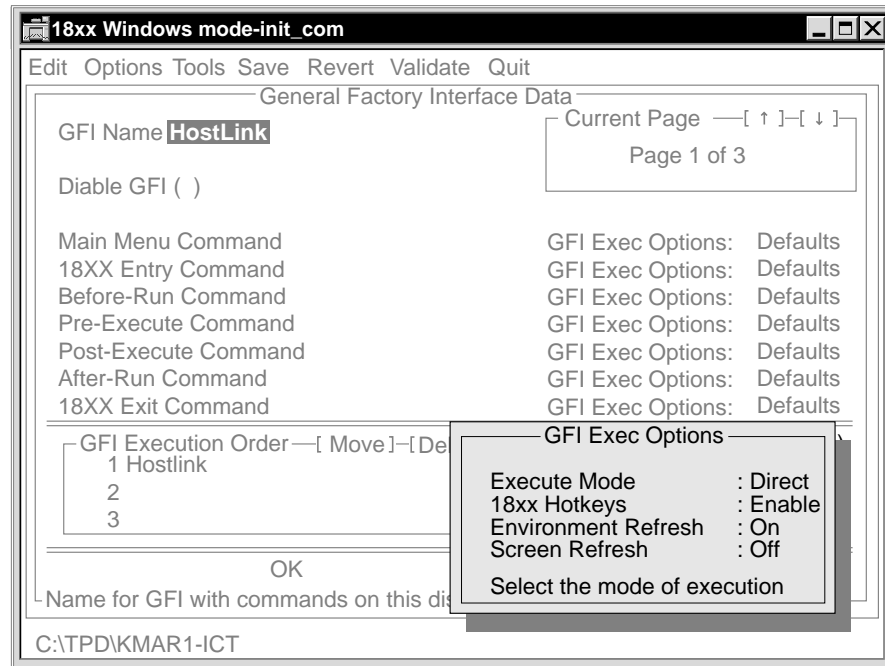 18xx Windows mode-init_com
Edit Options Tools Save Revert Validate Quit
General Factory Interface Data
GFI Name HostLink
Current Page [ ↑ ] [ ↓ ]
Page 1 of 3
Diable GFI ( )
Main Menu Command GFI Exec Options: Defaults
18XX Entry Command GFI Exec Options: Defaults
Before-Run Command GFI Exec Options: Defaults
Pre-Execute Command GFI Exec Options: Defaults
Post-Execute Command GFI Exec Options: Defaults
After-Run Command GFI Exec Options: Defaults
18XX Exit Command GFI Exec Options: Defaults
GFI Execution Order [ Move ] [Del
1 Hostlink
2
3
GFI Exec Options
Execute Mode : Direct
18xx Hotkeys : Enable
Environment Refresh : On
Screen Refresh : Off
Select the mode of execution
OK
Name for GFI with commands on this dis
C:\TPD\KMAR1-ICT